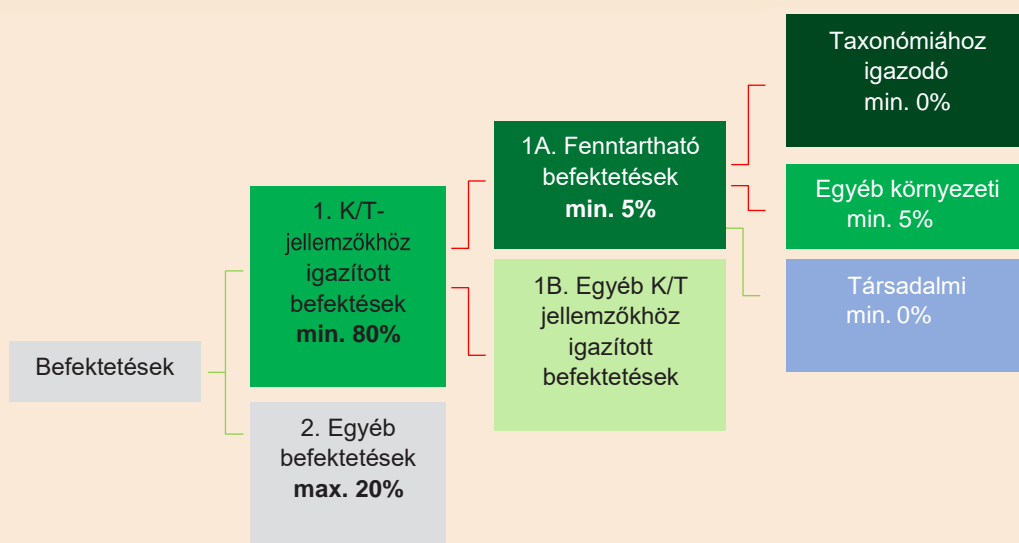 Befektetések
1. K/T-
jellemzőkhöz
igazított
befektések
min. 80%
2. Egyéb
befektetések
max. 20%
1A. Fenntartható
befektetések
min. 5%
1B. Egyéb K/T
jellemzőkhöz
igazított
befektetések
Taxonómiához
igazodó
min. 0%
Egyéb környezeti
min. 5%
Társadalmi
min. 0%